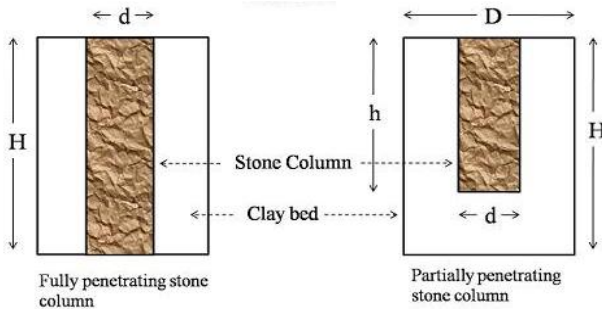 d
D
H
h
H
Stone Column
Clay bed
d
Fully penetrating stone
column
Partially penetrating
stone column